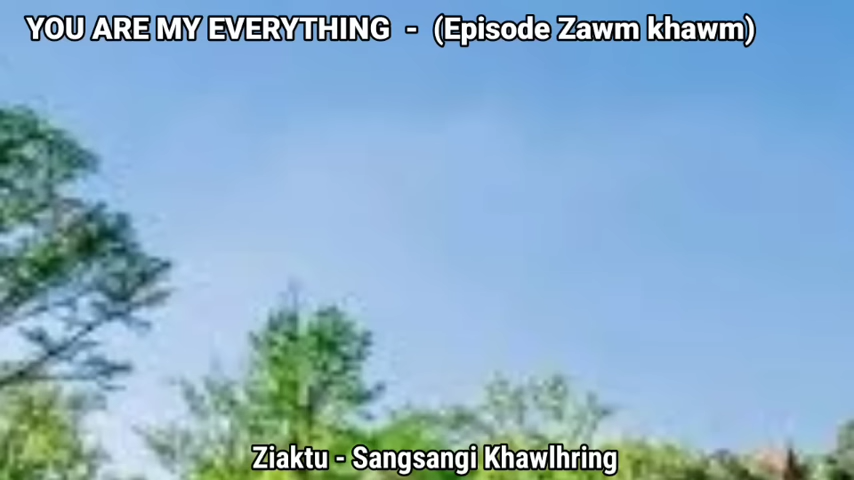 YOU ARE MY EVERYTHING - (Episode Zawm khawm)
Ziaktu - Sangsangi Khawlhring